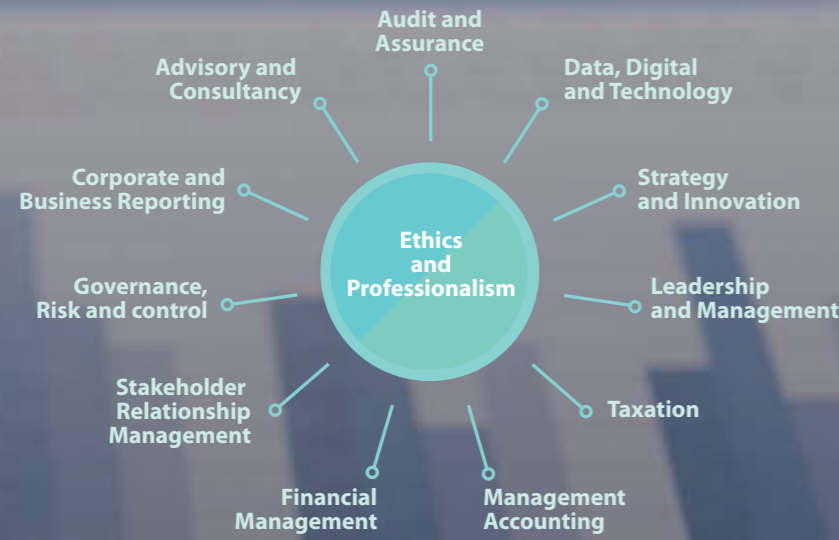 Audit and
Assurance
Data, Digital
and Technology
Strategy
and Innovation
Leadership
and Management
Taxation
Management
Accounting
Financial
Management
Stakeholder
Relationship
Management
Governance,
Risk and control
Corporate and
Business Reporting
Advisory and
Consultancy
Ethics
and
Professionalism